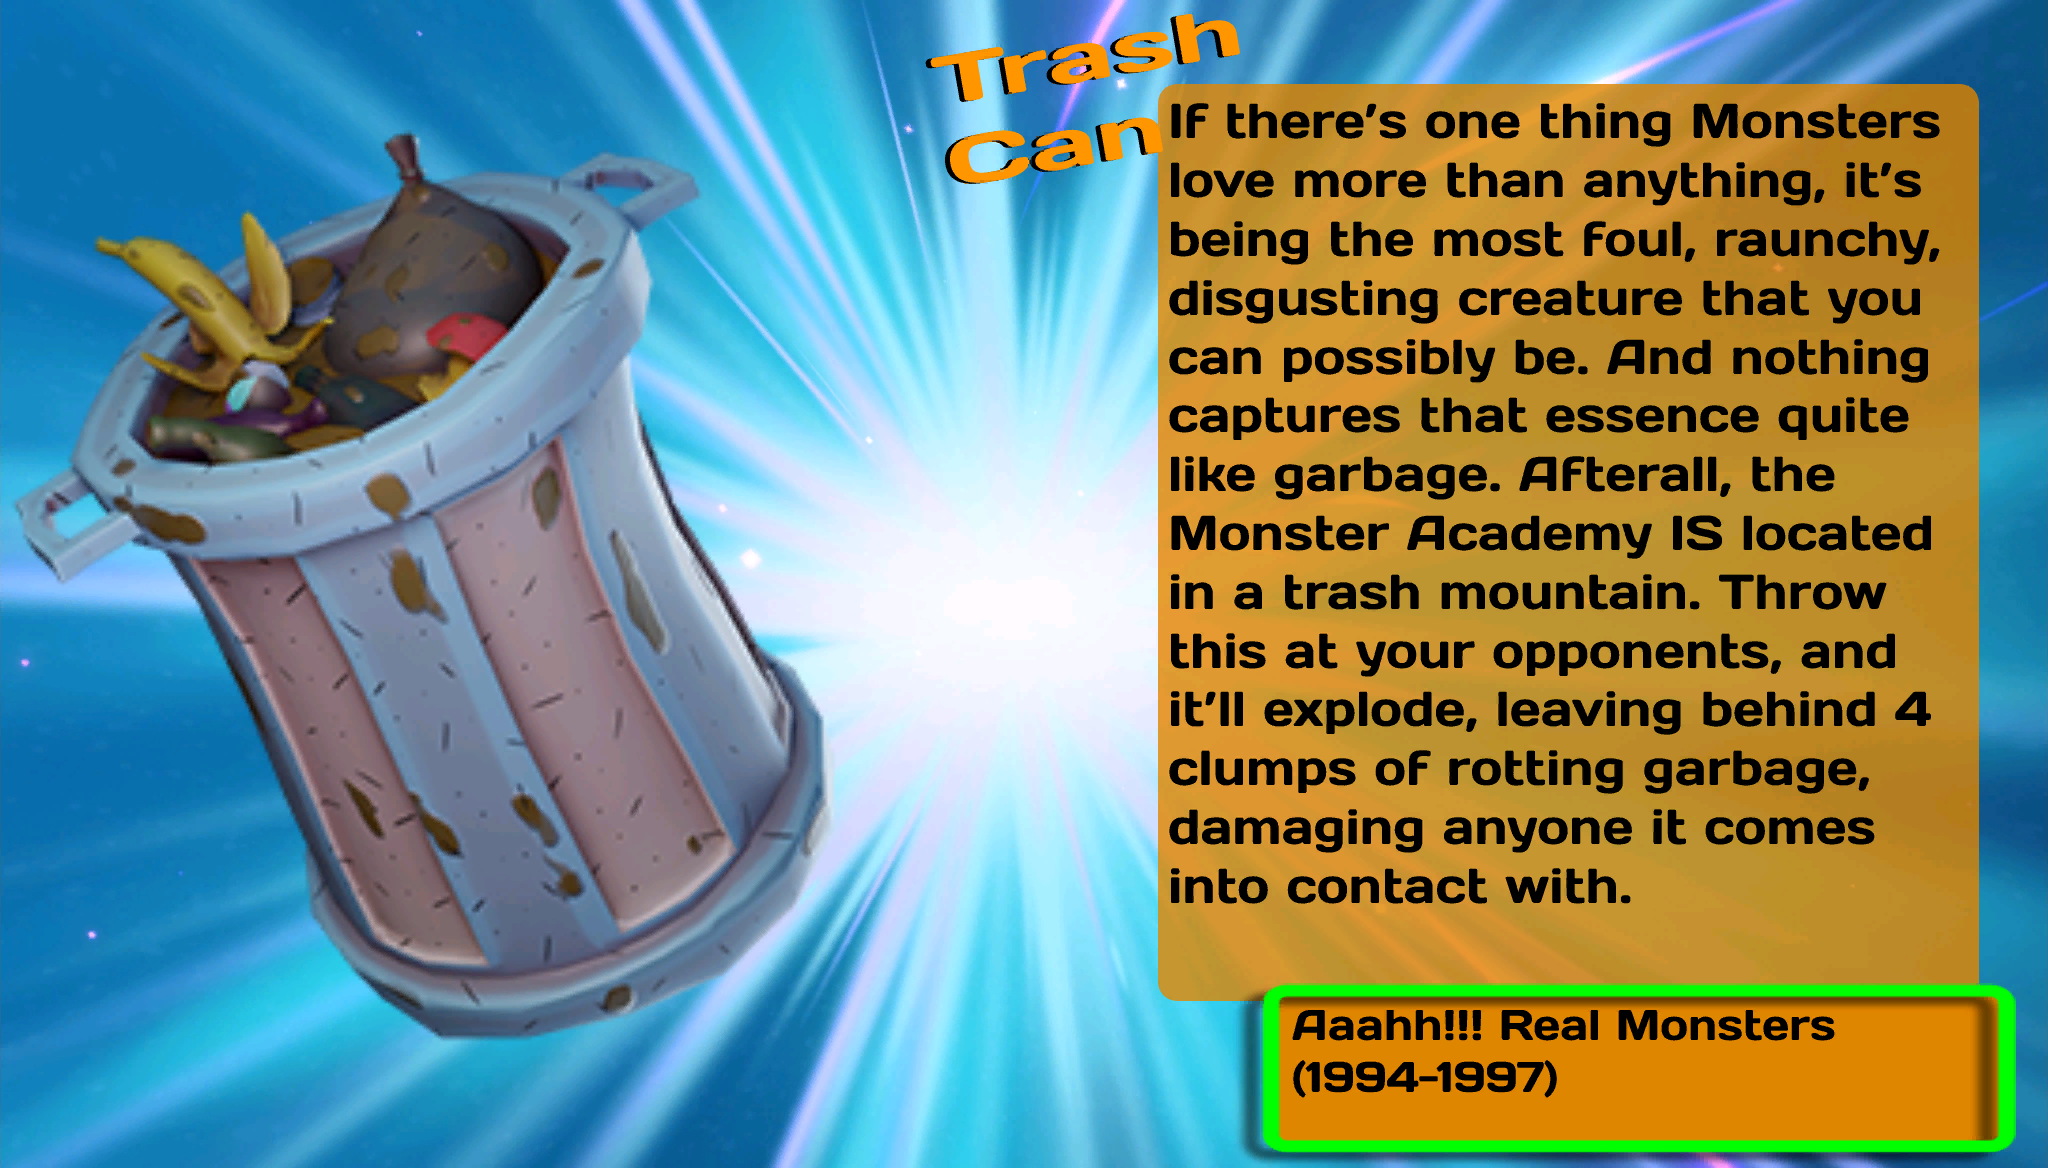 Trash
Can
If there's one thing Monsters
love more than anything, it's
being the most foul, raunchy,
disgusting creature that you
can possibly be. And nothing
captures that essence quite
like garbage. Afterall, the
Monster Academy IS located
in a trash mountain. Throw
this at your opponents, and
it'll explode, leaving behind 4
clumps of rotting garbage,
damaging anyone it comes
into contact with.
Aaahh!!! Real Monsters
(1994-1997)